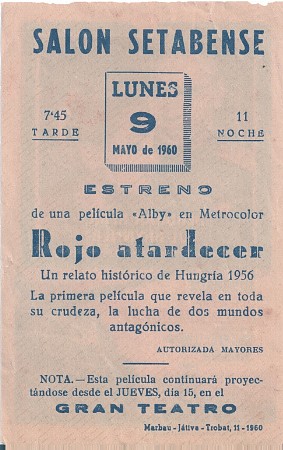 SALON SETABENSE
LUNES
7'45 9 11
TARDE NOCHE
MAYO de 1960
ESTRENO
de una película «Alby» en Metrocolor
Rojo atardecer
Un relato histórico de Hungría 1956
La primera película que revela en toda
su crudeza, la lucha de dos mundos
antagónicos.
AUTORIZADA MAYORES
NOTA.—Esta película continuará proyec-
tándose desde el JUEVES, día 15, en el
GRAN TEATRO
Marbau - Játiva - Trobat, 11 - 1960